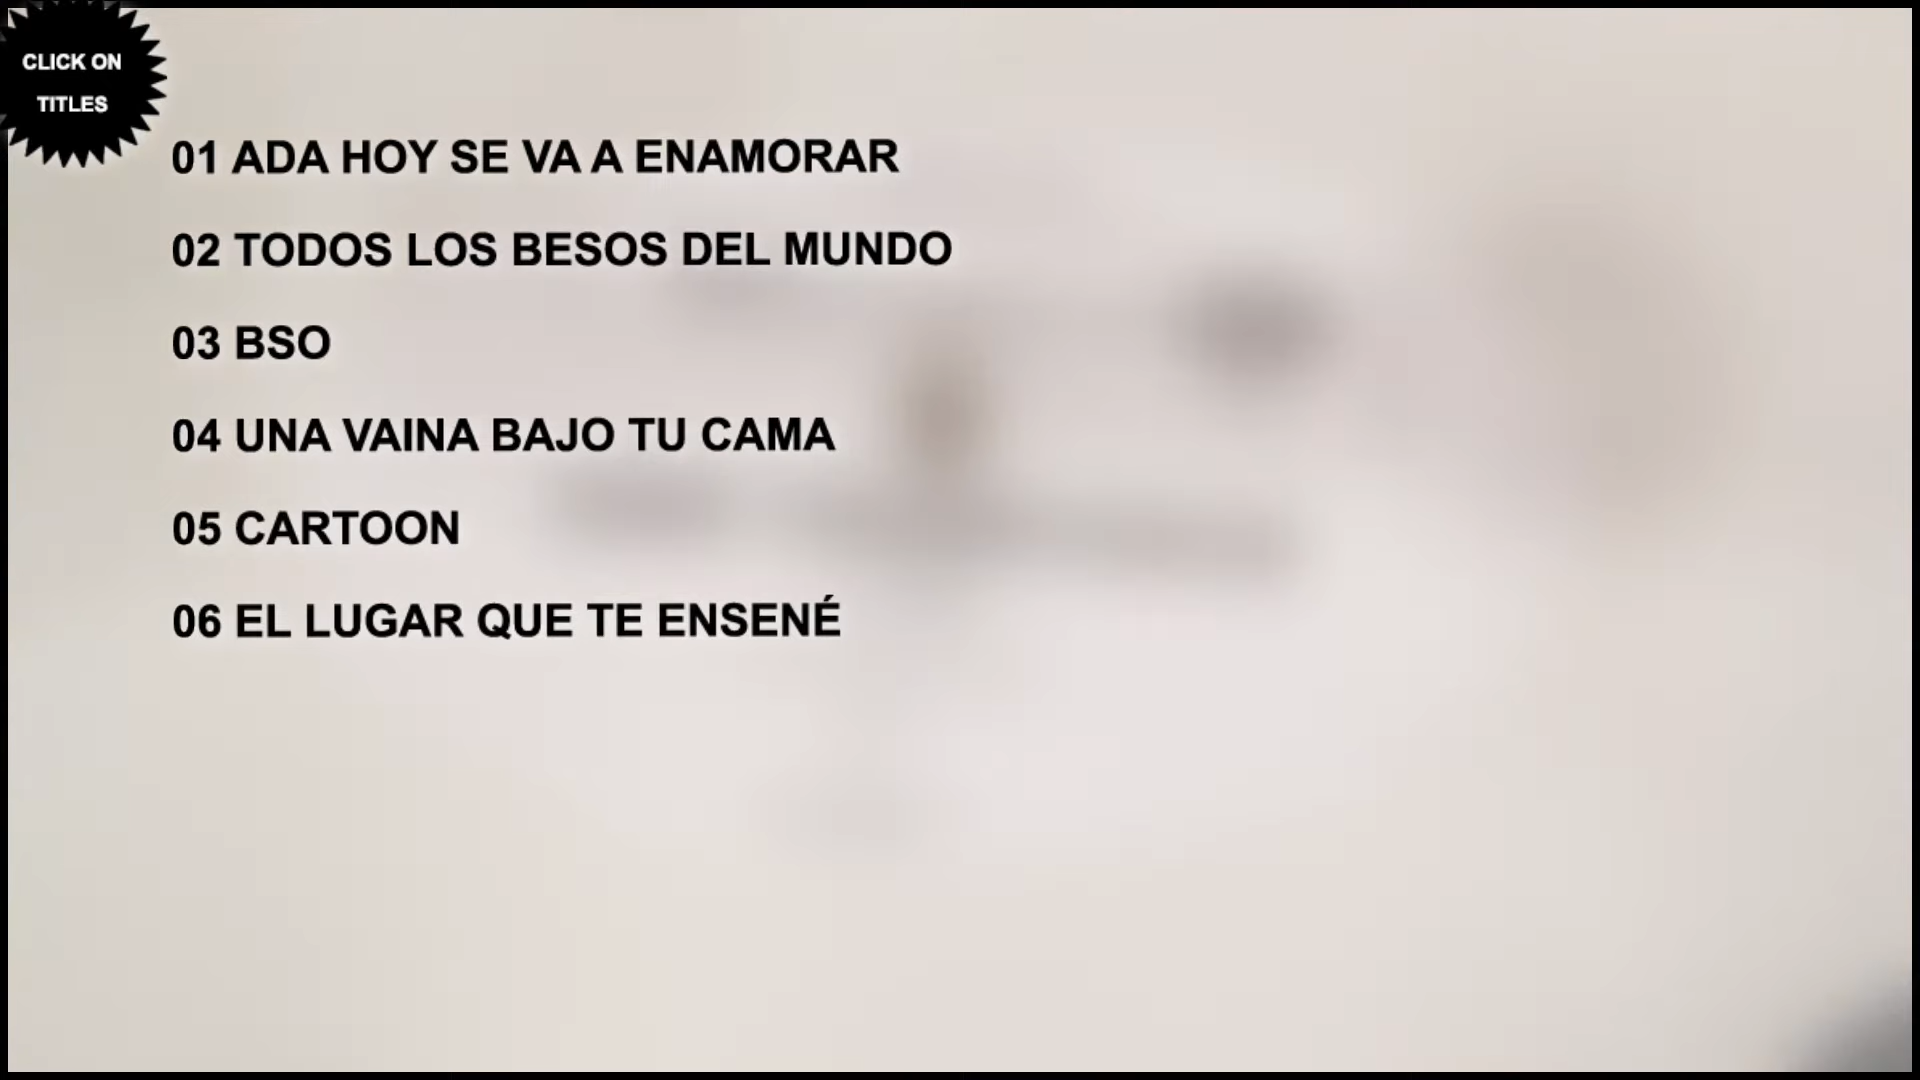 CLICK ON
TITLES
01 ADA HOY SE VA A ENAMORAR
02 TODOS LOS BESOS DEL MUNDO
03 BSO
04 UNA VAINA BAJO TU CAMA
05 CARTOON
06 EL LUGAR QUE TE ENSENÉ